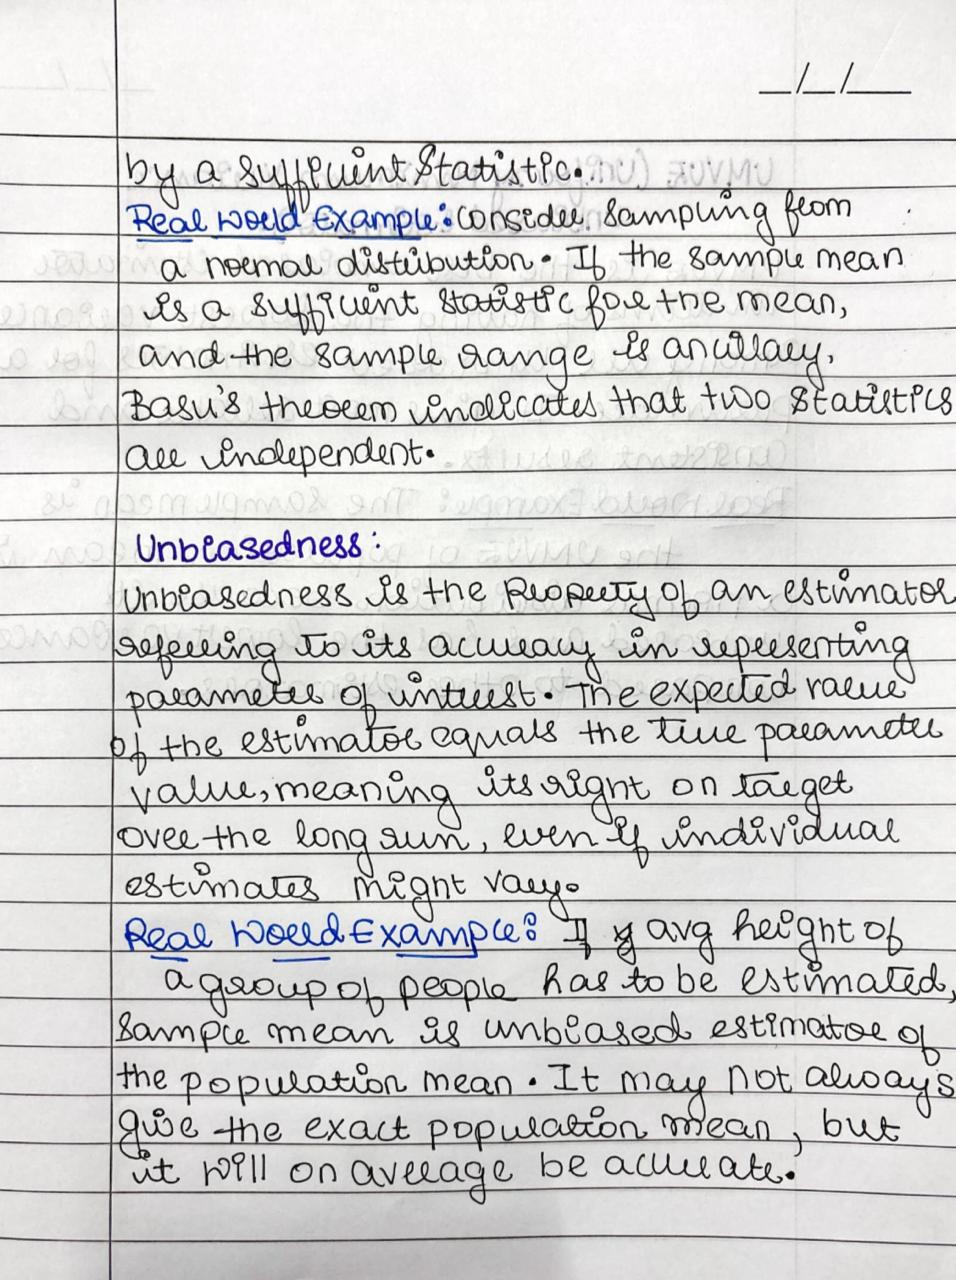 _/_/__
by a sufficient statistic.
Real World Example: Consider sampling from
a normal distribution. If the sample mean
is a sufficient statistic for the mean,
and the sample range is ancillary,
Basu's theorem indicates that two statistics
are independent.
Unbiasedness:
Unbiasedness is the property of an estimator
referring to its accuracy in representing
parameter of interest. The expected value
of the estimator equals the true parameter
value, meaning its right on target
over the long run, even if individual
estimates might vary.
Real World Example: If avg height of
a group of people has to be estimated,
sample mean is unbiased estimator of
the population mean. It may not always
give the exact population mean, but
it will on average be accurate.